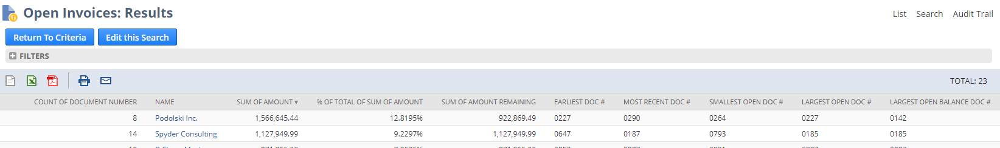 Open Invoices: Results
List Search Audit Trail
Return To Criteria Edit this Search
FILTERS
TOTAL: 23
COUNT OF DOCUMENT NUMBER NAME SUM OF AMOUNT % OF TOTAL OF SUM OF AMOUNT SUM OF AMOUNT REMAINING EARLIEST DOC # MOST RECENT DOC # SMALLEST OPEN DOC # LARGEST OPEN DOC # LARGEST OPEN BALANCE DOC #
8 Podolski Inc. 1,566,645.44 12.8195% 922,869.49 0227 0290 0264 0227 0142
14 Spyder Consulting 1,127,949.99 9.2297% 1,127,949.99 0647 0187 0793 0185 0185